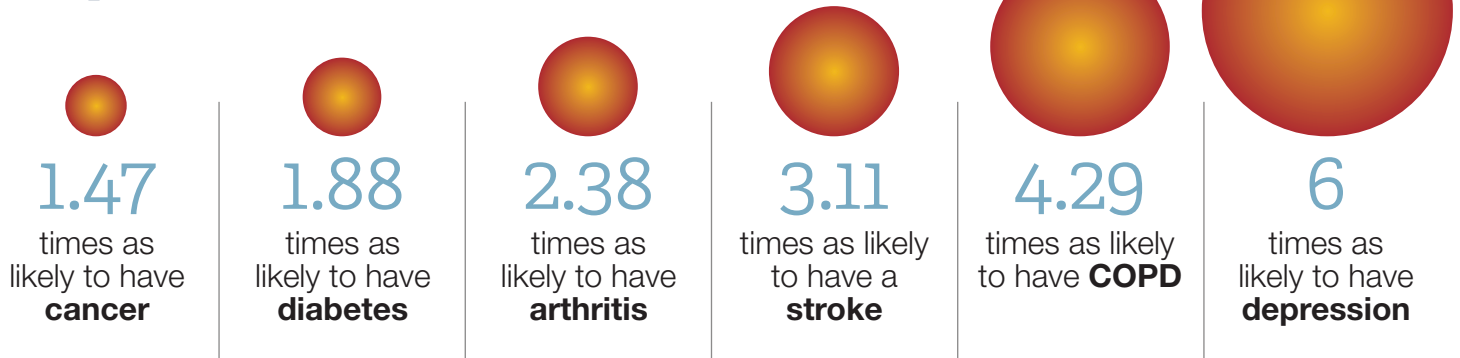 1.47
times as
likely to have
cancer
1.88
times as
likely to have
diabetes
2.38
times as
likely to have
arthritis
3.11
times as likely
to have a
stroke
4.29
times as likely
to have COPD
6
times as
likely to have
depression